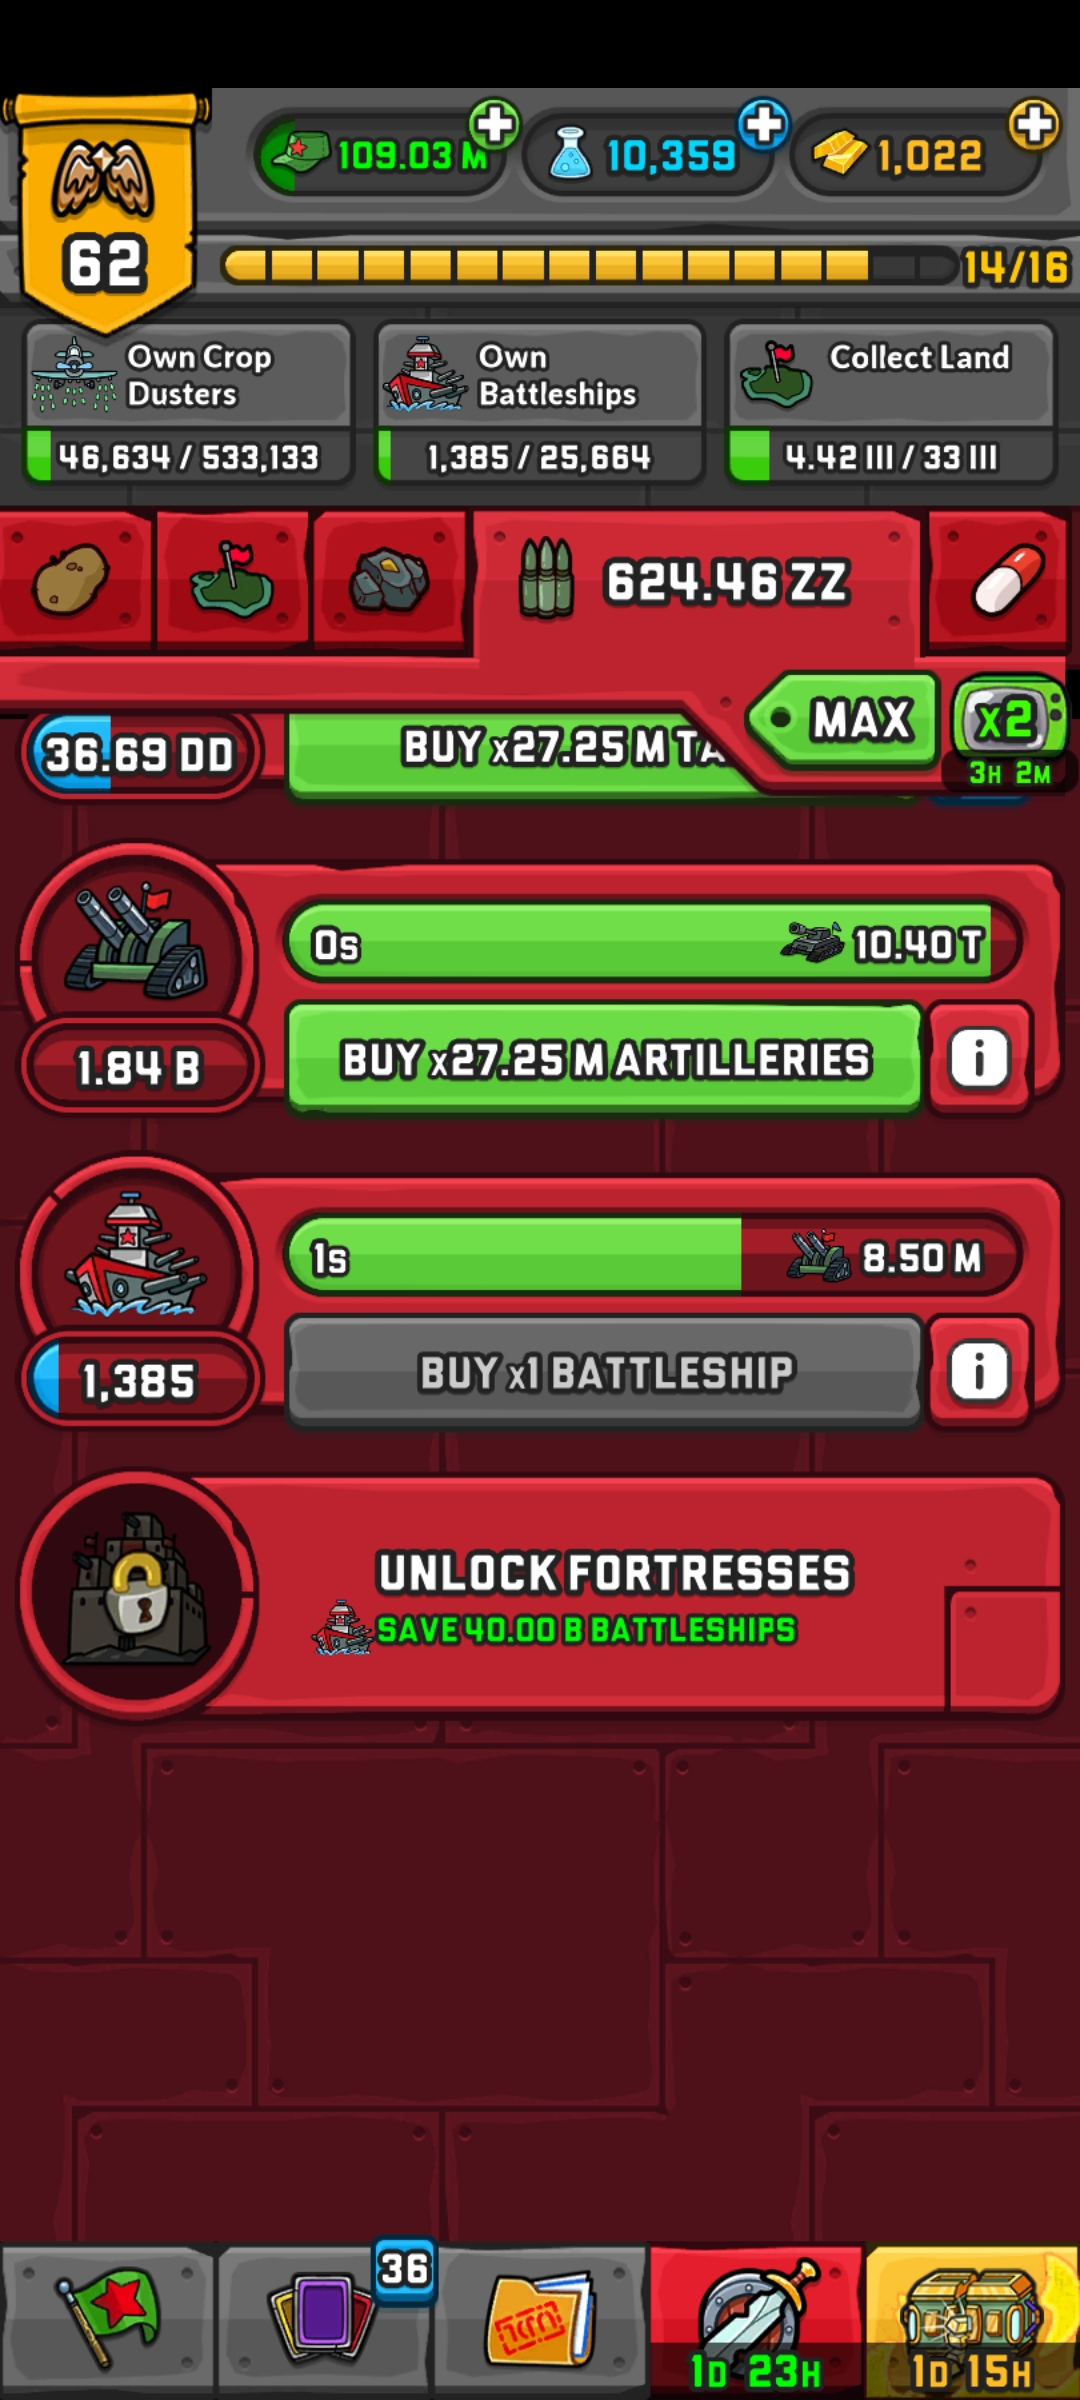 62
109.03 M
10,359
1,022
14/16
Own Crop
Dusters
46,634 / 533,133
Own
Battleships
1,385 / 25,664
Collect Land
4.42 III / 33 III
624.46 ZZ
MAX
x2
3H 2M
36.69 DD
BUY x27.25 M TA
0s
10.40 T
1.84 B
BUY x27.25 M ARTILLERIES
i
1s
8.50 M
1,385
BUY x1 BATTLESHIP
i
UNLOCK FORTRESSES
SAVE 40.00 B BATTLESHIPS
36
1D 23H
1D 15H